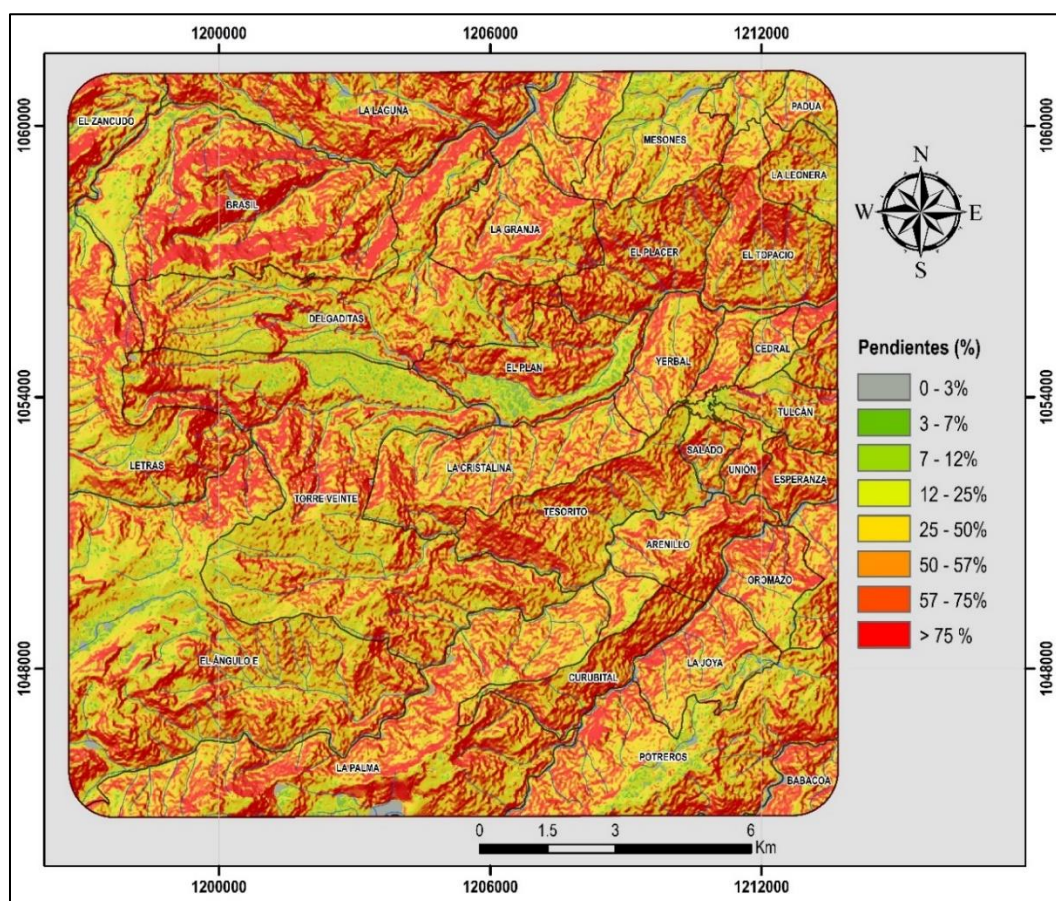 1200000
1206000
1212000
1060000
1060000
EL ZANCUDO
LA LAGUNA
PADUA
MESONES
LA LEONERA
BRASIL
LA GRANJA
EL PLACER
EL TOPACIO
N
W
E
S
DELGADITAS
YERBAL
CEDRAL
EL PLAN
1054000
1054000
TULCÁN
LETRAS
LA CRISTALINA
SALADO
UNIÓN
ESPERANZA
TORRE VEINTE
TESORITO
ARENILLO
OROMAZO
Pendientes (%)
0 - 3%
3 - 7%
7 - 12%
12 - 25%
25 - 50%
50 - 57%
57 - 75%
> 75 %
1048000
1048000
EL ÁNGULO E
LA JOYA
CURUBITAL
POTREROS
LA PALMA
BABACOA
0
1.5
3
6
Km
1200000
1206000
1212000